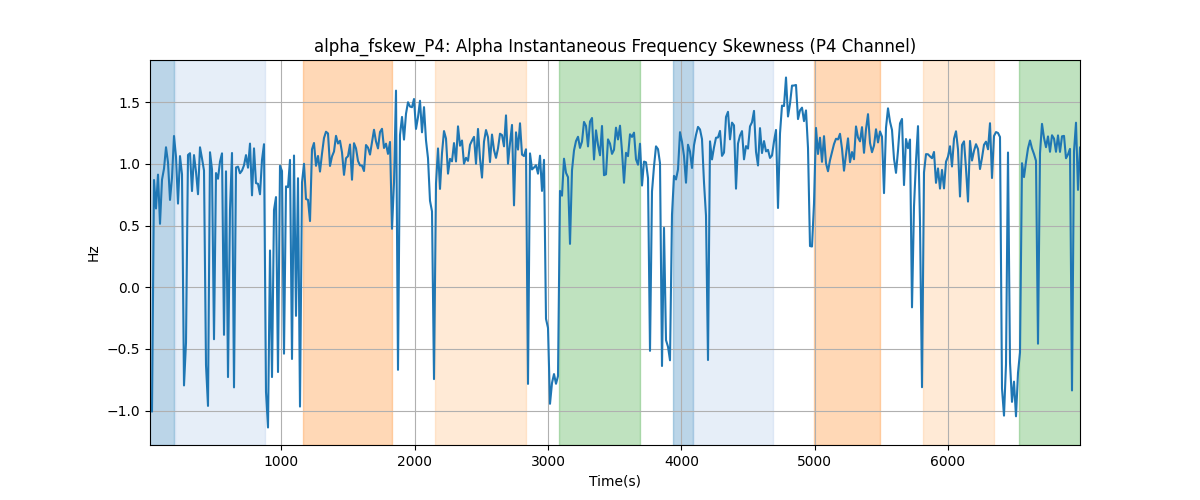 alpha_fskew_P4: Alpha Instantaneous Frequency Skewness (P4 Channel)
1.5
1.0
0.5
0.0
−0.5
−1.0
Hz
1000 2000 3000 4000 5000 6000
Time(s)